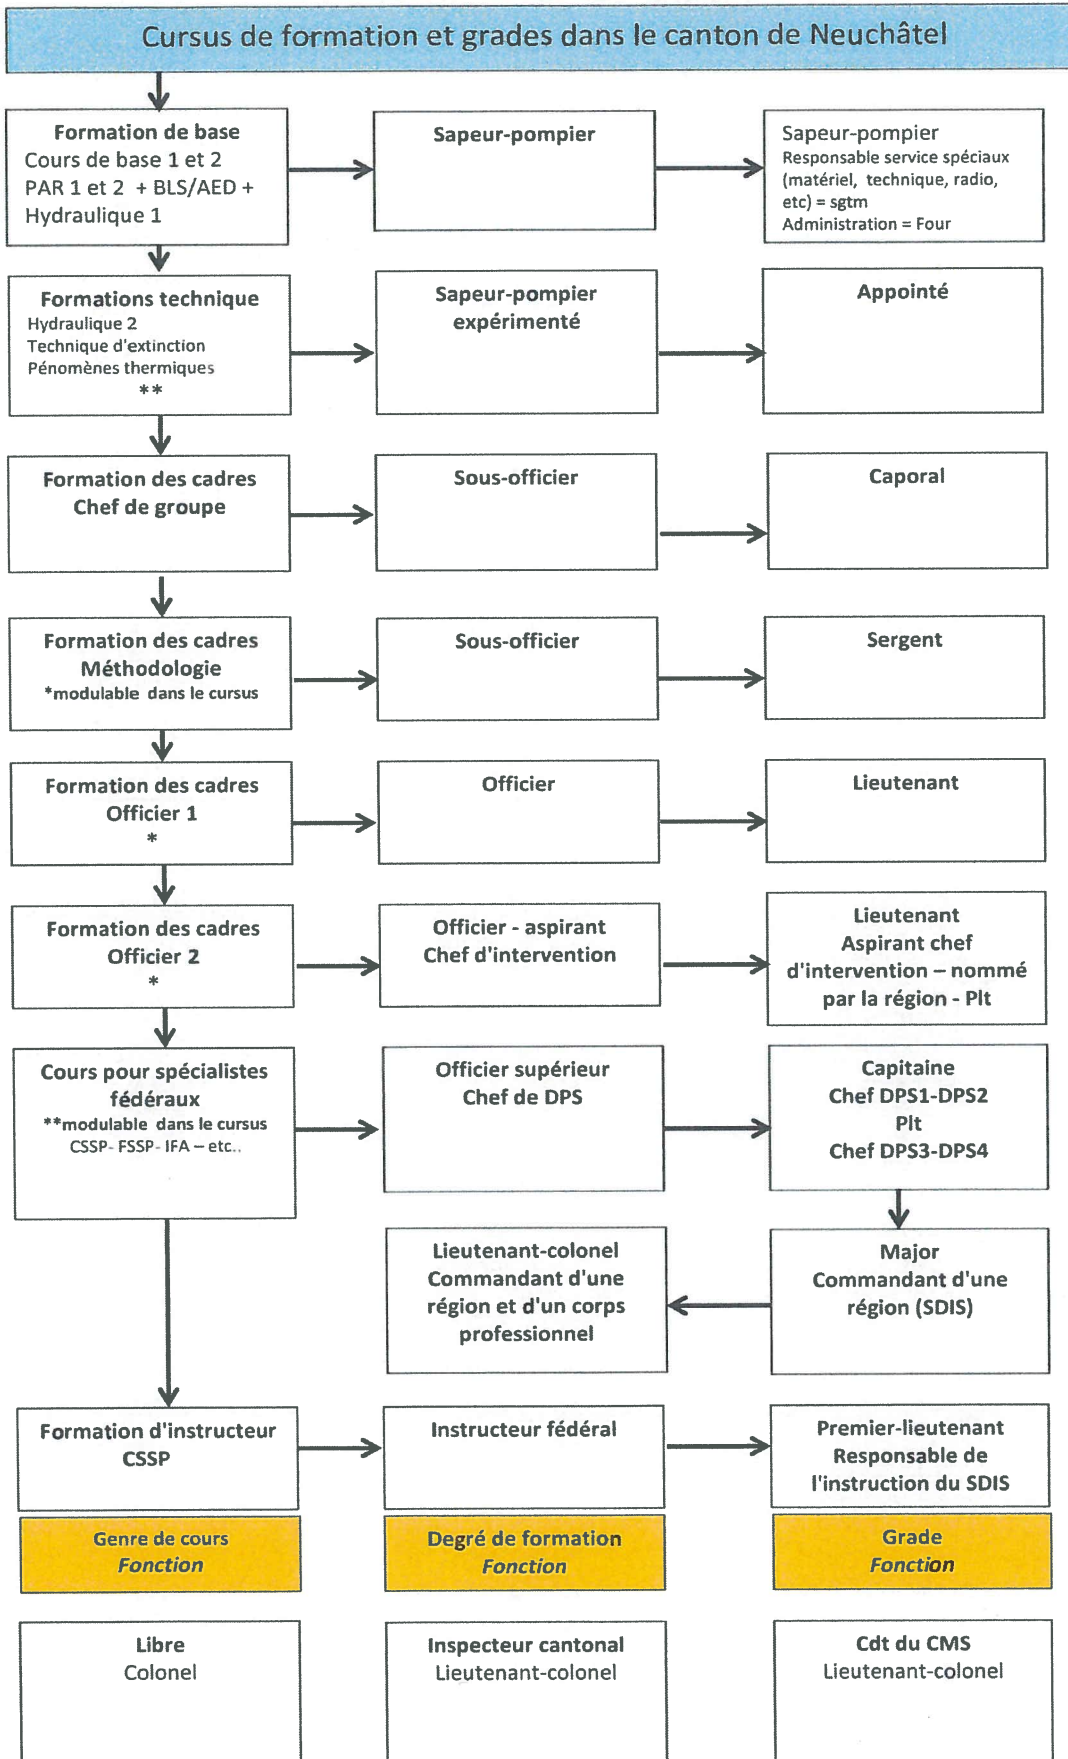 Cursus de formation et grades dans le canton de Neuchâtel
Formation de base
Cours de base 1 et 2
PAR 1 et 2 + BLS/AED +
Hydraulique 1
Sapeur-pompier
Sapeur-pompier
Responsable service spéciaux
(matériel, technique, radio,
etc) = sgtm
Administration = Four
Formations technique
Hydraulique 2
Technique d'extinction
Pénomènes thermiques
**
Sapeur-pompier
expérimenté
Appointé
Formation des cadres
Chef de groupe
Sous-officier
Caporal
Formation des cadres
Méthodologie
*modulable dans le cursus
Sous-officier
Sergent
Formation des cadres
Officier 1
*
Officier
Lieutenant
Formation des cadres
Officier 2
*
Officier - aspirant
Chef d'intervention
Lieutenant
Aspirant chef
d'intervention – nommé
par la région - Plt
Cours pour spécialistes
fédéraux
**modulable dans le cursus
CSSP- FSSP- IFA – etc..
Officier supérieur
Chef de DPS
Capitaine
Chef DPS1-DPS2
Plt
Chef DPS3-DPS4
Lieutenant-colonel
Commandant d'une
région et d'un corps
professionnel
Major
Commandant d'une
région (SDIS)
Formation d'instructeur
CSSP
Instructeur fédéral
Premier-lieutenant
Responsable de
l'instruction du SDIS
Genre de cours
Fonction
Degré de formation
Fonction
Grade
Fonction
Libre
Colonel
Inspecteur cantonal
Lieutenant-colonel
Cdt du CMS
Lieutenant-colonel